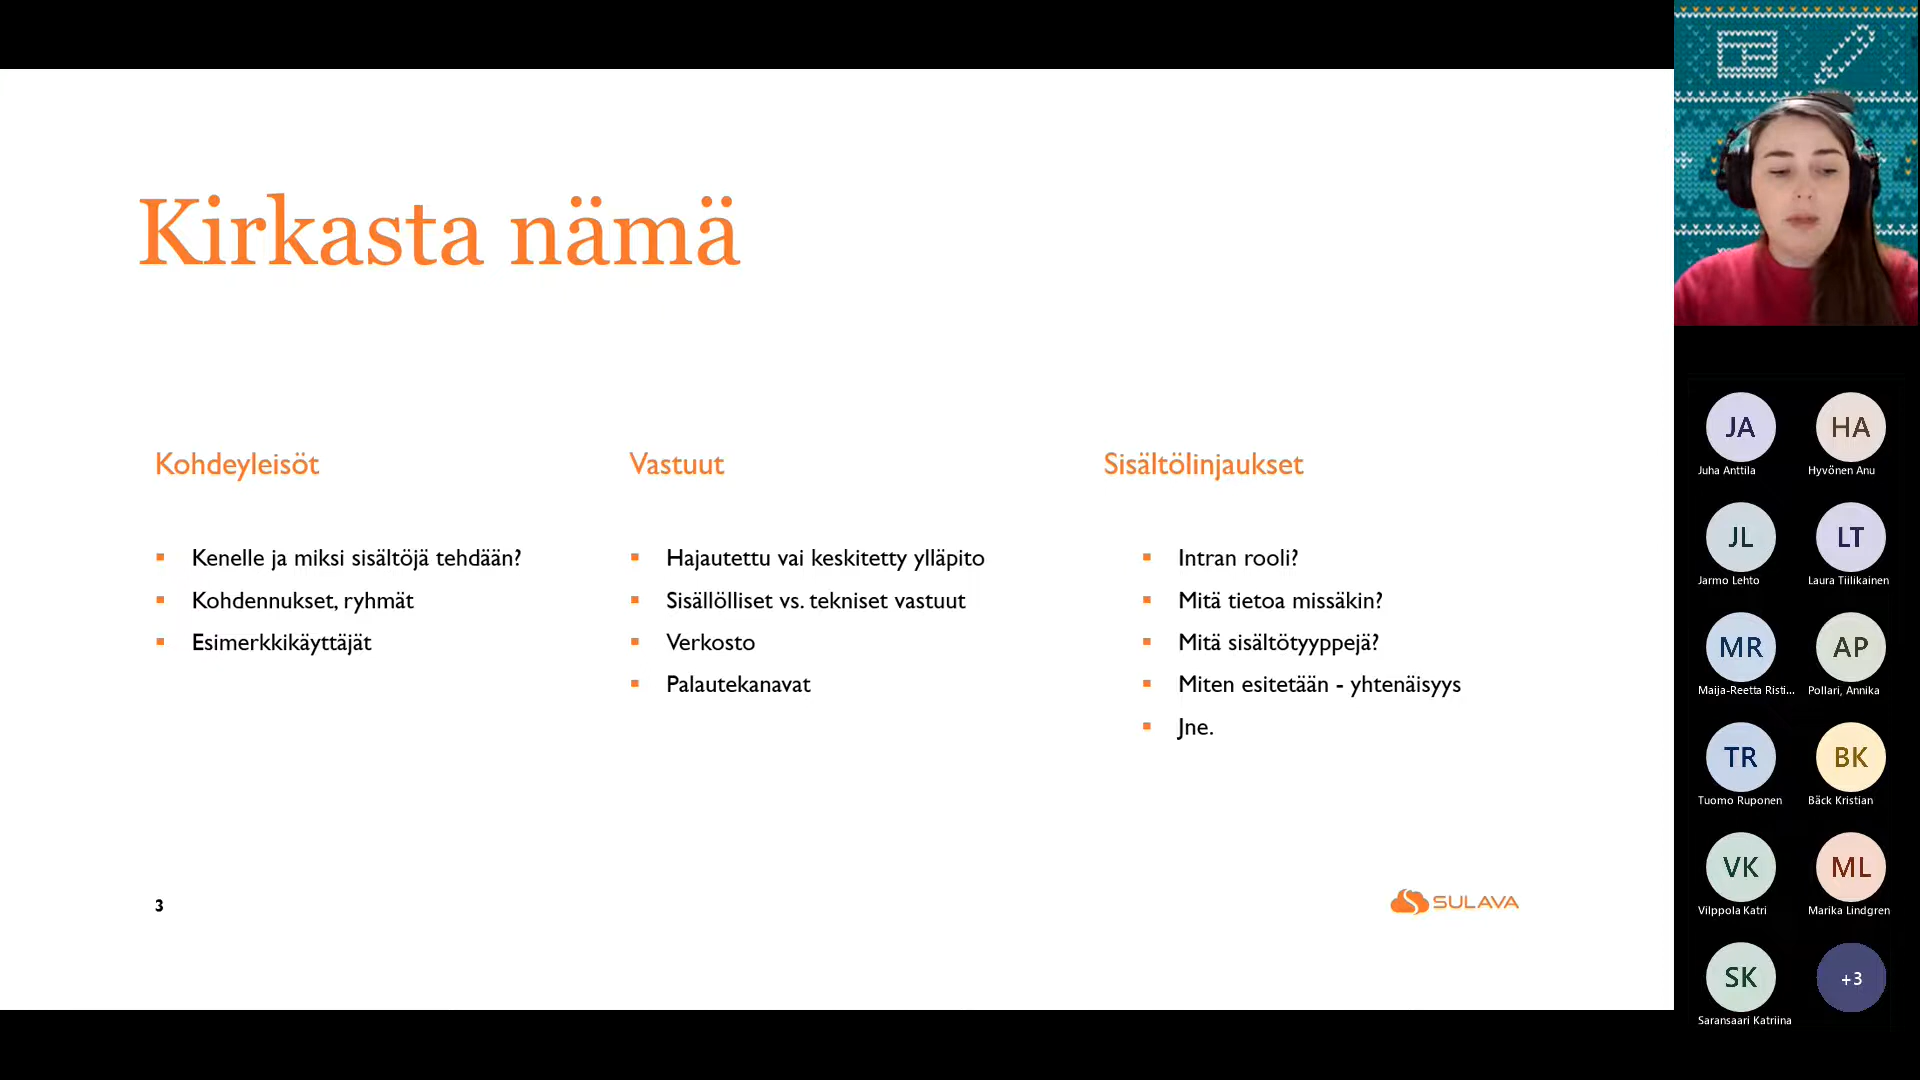 Kirkasta nämä
Kohdeyleisöt
Kenelle ja miksi sisältöjä tehdään?
Kohdennukset, ryhmät
Esimerkkikäyttäjät
Vastuut
Hajautettu vai keskitetty ylläpito
Sisällölliset vs. tekniset vastuut
Verkosto
Palautekanavat
Sisältölinjaukset
Intran rooli?
Mitä tietoa missäkin?
Mitä sisältötyyppejä?
Miten esitetään - yhtenäisyys
Jne.
3
SULAVA
JA
Juha Anttila
HA
Hyvönen Anu
JL
Jarmo Lehto
LT
Laura Tiilikainen
MR
Maija-Reetta Risti...
AP
Pollari, Annika
TR
Tuomo Ruponen
BK
Bäck Kristian
VK
Vilppola Katri
ML
Marika Lindgren
SK
Saransaari Katriina
+3